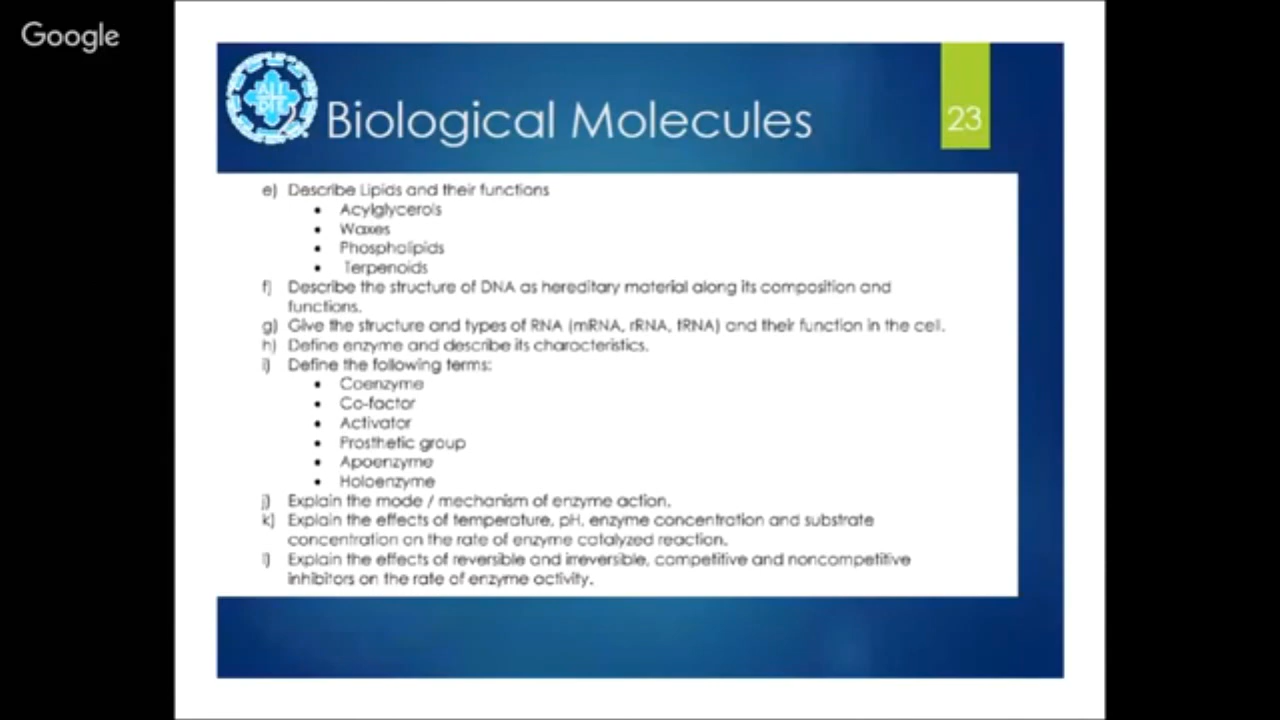 Google
Biological Molecules
23
e) Describe Lipids and their functions
• Acylglycerols
• Waxes
• Phospholipids
• Terpenoids
f) Describe the structure of DNA as hereditary material along its composition and
functions.
g) Give the structure and types of RNA (mRNA, rRNA, tRNA) and their function in the cell.
h) Define enzyme and describe its characteristics.
i) Define the following terms:
• Coenzyme
• Co-factor
• Activator
• Prosthetic group
• Apoenzyme
• Holoenzyme
j) Explain the mode / mechanism of enzyme action.
k) Explain the effects of temperature, pH, enzyme concentration and substrate
concentration on the rate of enzyme catalyzed reaction.
l) Explain the effects of reversible and irreversible, competitive and noncompetitive
inhibitors on the rate of enzyme activity.